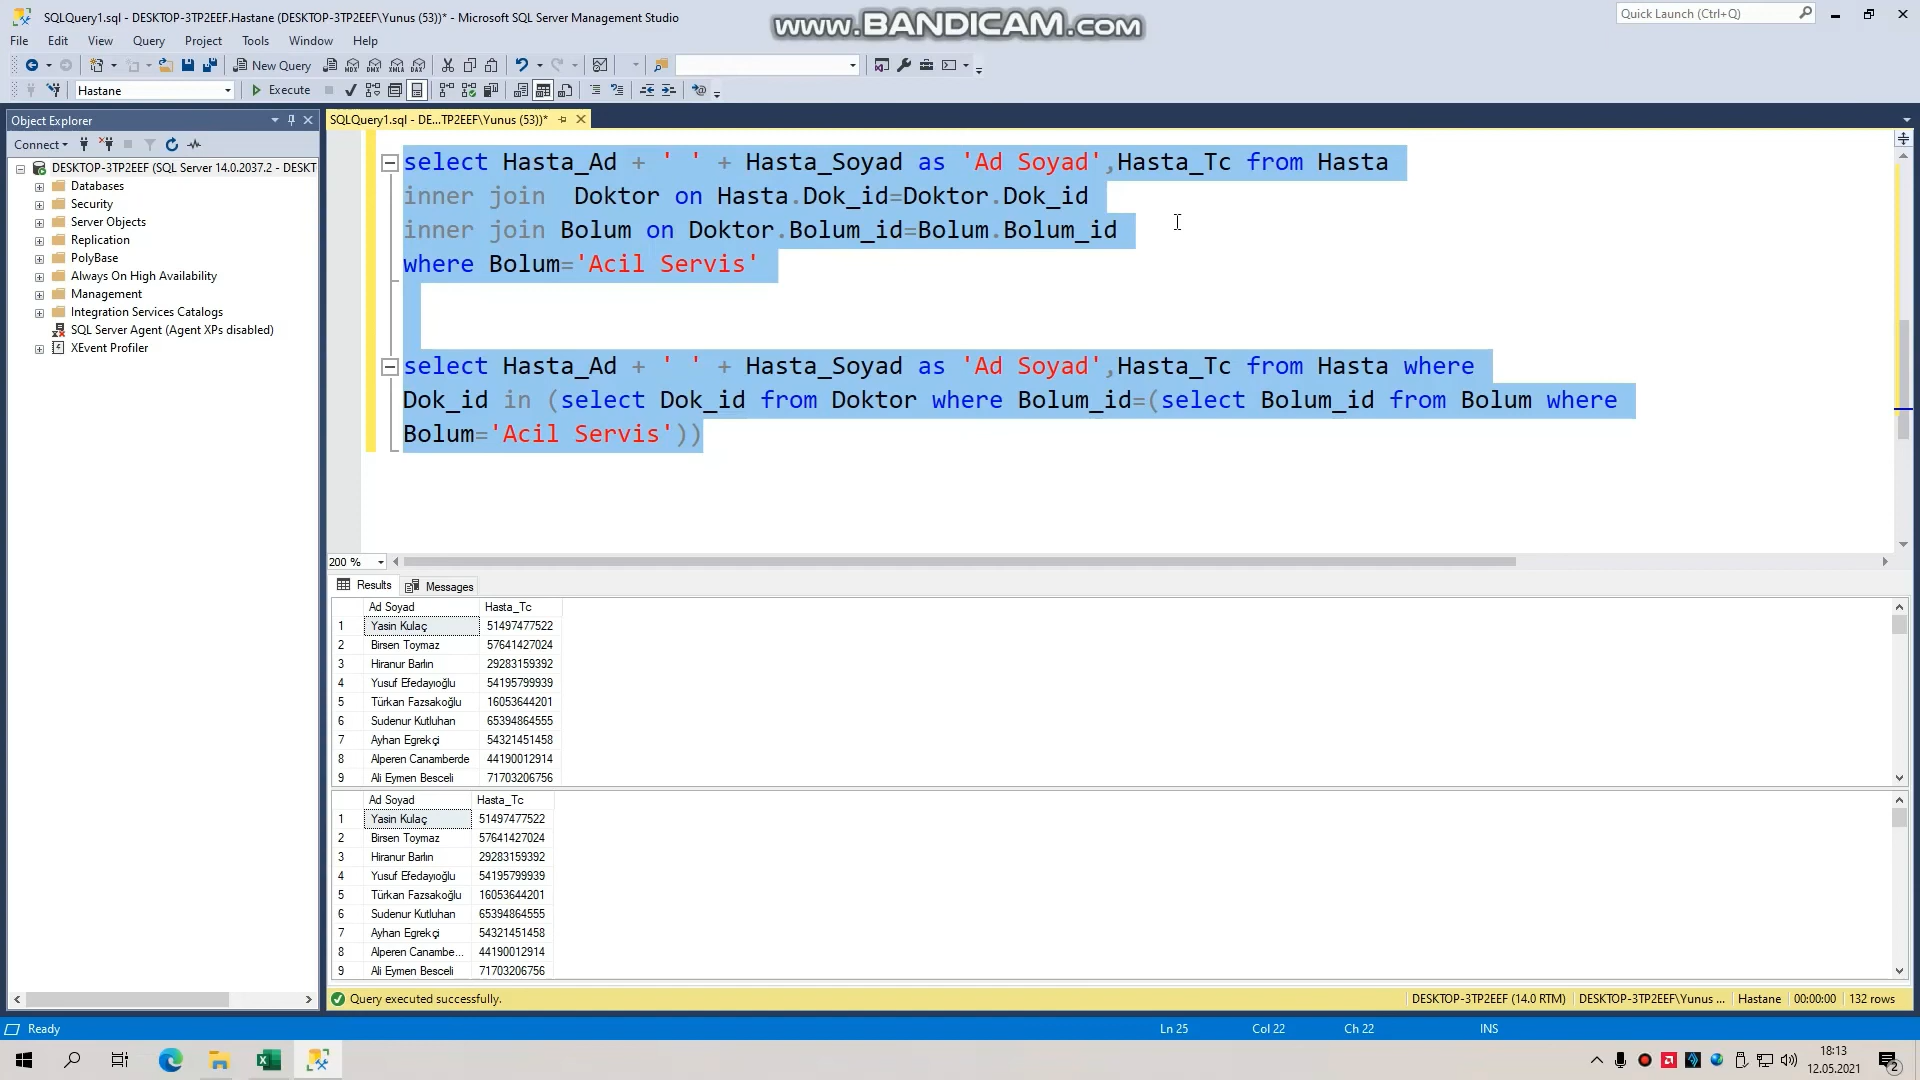 SQLQuery1.sql - DESKTOP-3TP2EEF.Hastane (DESKTOP-3TP2EEF\Yunus (53))* - Microsoft SQL Server Management Studio
www.BANDICAM.com
Quick Launch (Ctrl+Q)
File Edit View Query Project Tools Window Help
New Query
Hastane
Execute
Object Explorer
SQLQuery1.sql - DE...TP2EEF\Yunus (53))*
Connect
DESKTOP-3TP2EEF (SQL Server 14.0.2037.2 - DESKT
Databases
Security
Server Objects
Replication
PolyBase
Always On High Availability
Management
Integration Services Catalogs
SQL Server Agent (Agent XPs disabled)
XEvent Profiler
select Hasta_Ad + ' ' + Hasta_Soyad as 'Ad Soyad',Hasta_Tc from Hasta
inner join  Doktor on Hasta.Dok_id=Doktor.Dok_id
inner join Bolum on Doktor.Bolum_id=Bolum.Bolum_id
where Bolum='Acil Servis'
select Hasta_Ad + ' ' + Hasta_Soyad as 'Ad Soyad',Hasta_Tc from Hasta where
Dok_id in (select Dok_id from Doktor where Bolum_id=(select Bolum_id from Bolum where
Bolum='Acil Servis'))
200 %
Results Messages
Ad Soyad Hasta_Tc
1 Yasin Kulaç 51497477522
2 Birsen Toymaz 57641427024
3 Hiranur Barlın 29283159392
4 Yusuf Efedayıoğlu 54195799939
5 Türkan Fazsakoğlu 16053644201
6 Sudenur Kutluhan 65394864555
7 Ayhan Egrekçi 54321451458
8 Alperen Canamberde 44190012914
9 Ali Eymen Besceli 71703206756
Ad Soyad Hasta_Tc
1 Yasin Kulaç 51497477522
2 Birsen Toymaz 57641427024
3 Hiranur Barlın 29283159392
4 Yusuf Efedayıoğlu 54195799939
5 Türkan Fazsakoğlu 16053644201
6 Sudenur Kutluhan 65394864555
7 Ayhan Egrekçi 54321451458
8 Alperen Canambe... 44190012914
9 Ali Eymen Besceli 71703206756
Query executed successfully.
DESKTOP-3TP2EEF (14.0 RTM) DESKTOP-3TP2EEF\Yunus ... Hastane 00:00:00 132 rows
Ready
Ln 25 Col 22 Ch 22 INS
18:13
12.05.2021
2